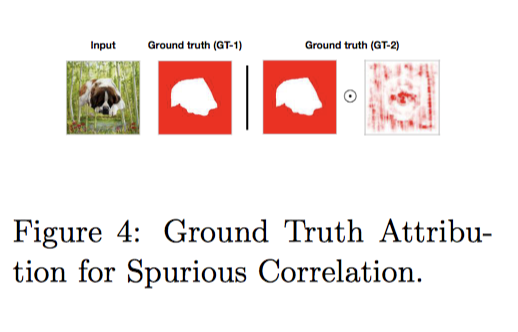 Input Ground truth (GT-1) Ground truth (GT-2)
Figure 4: Ground Truth Attribu-
tion for Spurious Correlation.